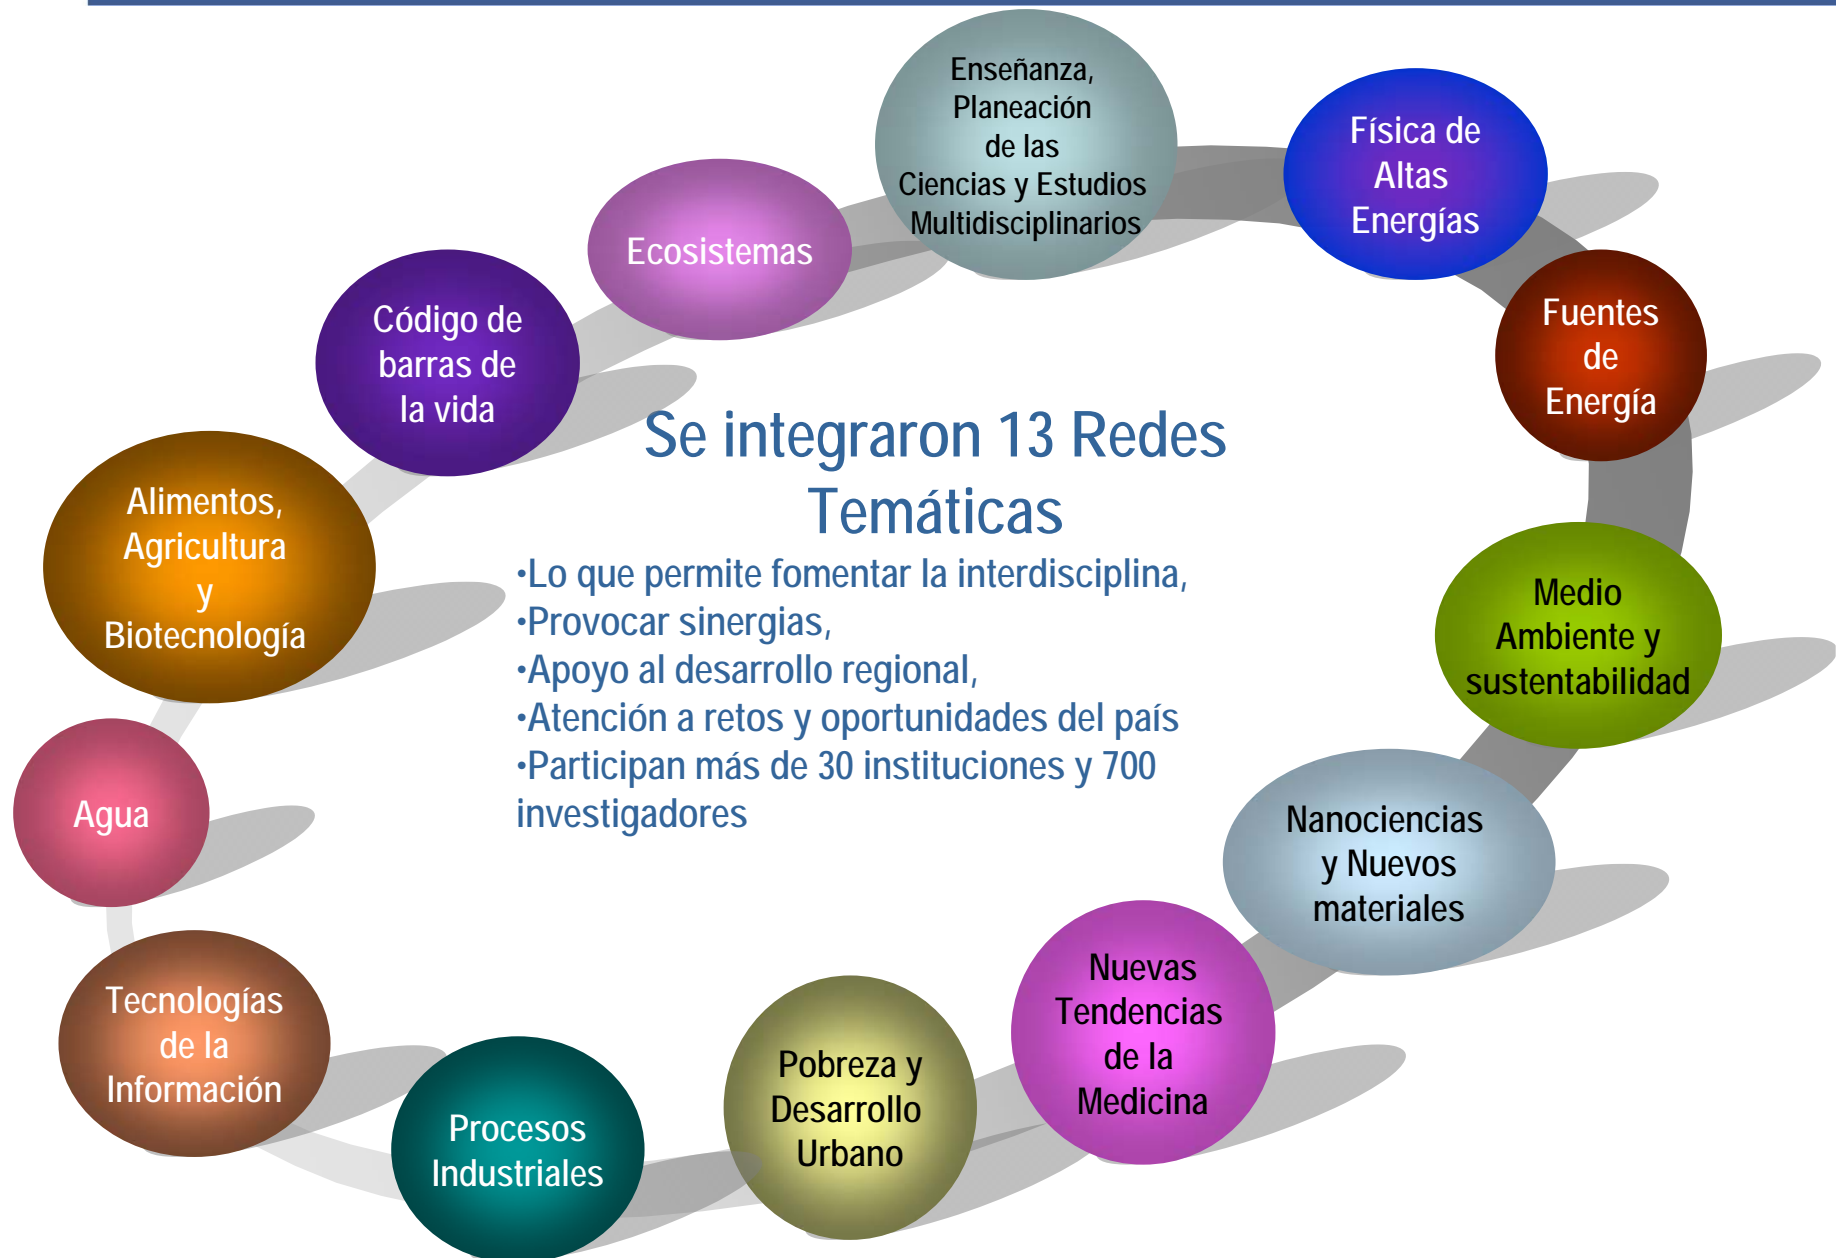 Enseñanza,
Planeación
de las
Ciencias y Estudios
Multidisciplinarios
Física de
Altas
Energías
Ecosistemas
Fuentes
de
Energía
Código de
barras de
la vida
Se integraron 13 Redes
Temáticas
Alimentos,
Agricultura
y
Biotecnología
•Lo que permite fomentar la interdisciplina,
•Provocar sinergias,
•Apoyo al desarrollo regional,
•Atención a retos y oportunidades del país
•Participan más de 30 instituciones y 700
investigadores
Medio
Ambiente y
sustentabilidad
Agua
Nanociencias
y Nuevos
materiales
Nuevas
Tendencias
de la
Medicina
Tecnologías
de la
Información
Pobreza y
Desarrollo
Urbano
Procesos
Industriales